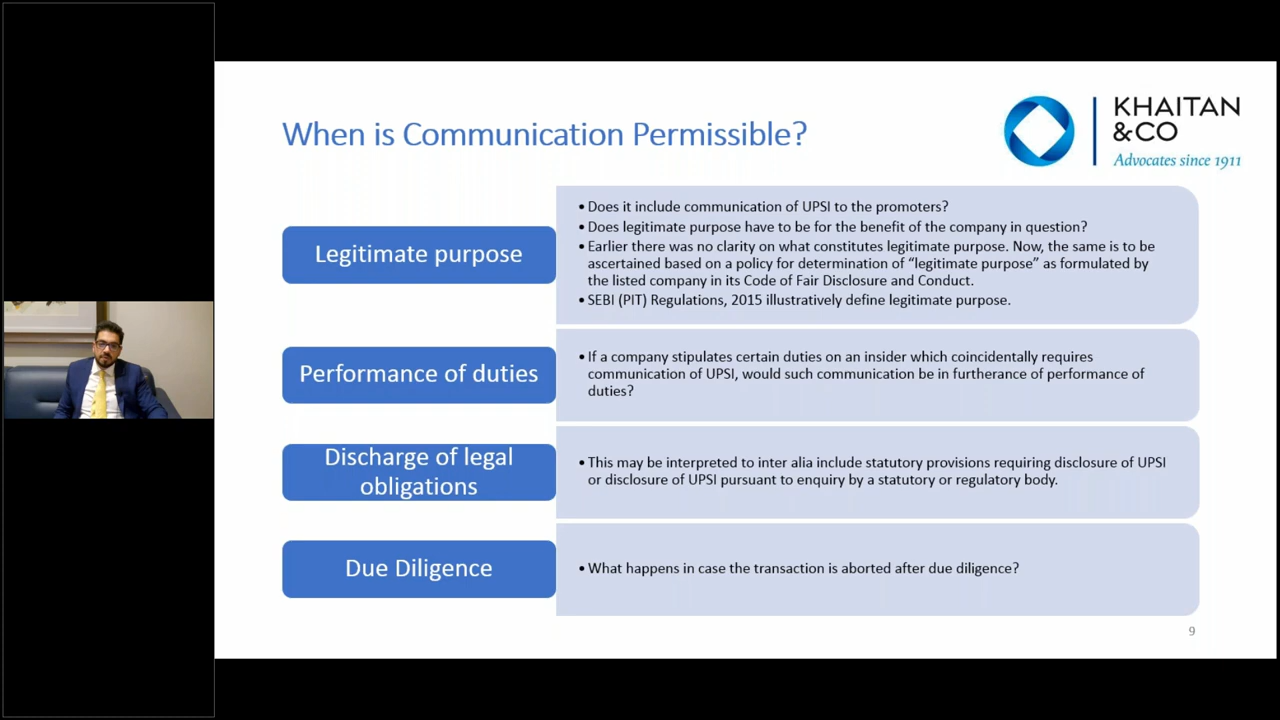 When is Communication Permissible?
KHAITAN
&CO
Advocates since 1911
Legitimate purpose
• Does it include communication of UPSI to the promoters?
• Does legitimate purpose have to be for the benefit of the company in question?
• Earlier there was no clarity on what constitutes legitimate purpose. Now, the same is to be
ascertained based on a policy for determination of “legitimate purpose” as formulated by
the listed company in its Code of Fair Disclosure and Conduct.
• SEBI (PIT) Regulations, 2015 illustratively define legitimate purpose.
Performance of duties
• If a company stipulates certain duties on an insider which coincidentally requires
communication of UPSI, would such communication be in furtherance of performance of
duties?
Discharge of legal
obligations
• This may be interpreted to inter alia include statutory provisions requiring disclosure of UPSI
or disclosure of UPSI pursuant to enquiry by a statutory or regulatory body.
Due Diligence
• What happens in case the transaction is aborted after due diligence?
9